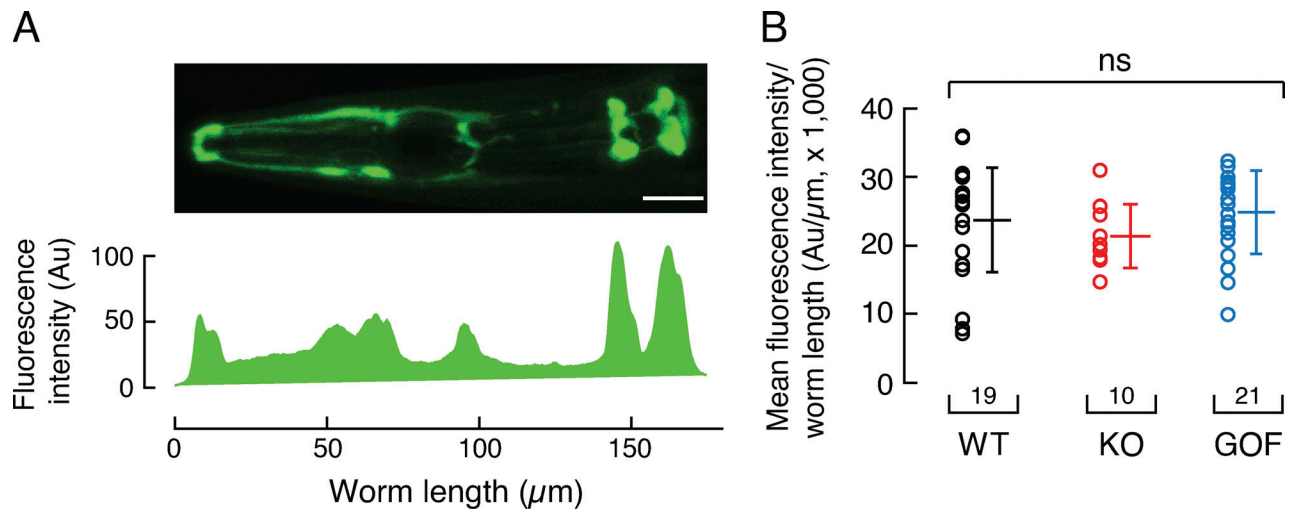 A
Fluorescence
intensity (Au)
100
50
0
0 50 100 150
Worm length (µm)
B
Mean fluorescence intensity/
worm length (Au/µm, x 1,000)
ns
40
30
20
10
0
19 10 21
WT KO GOF